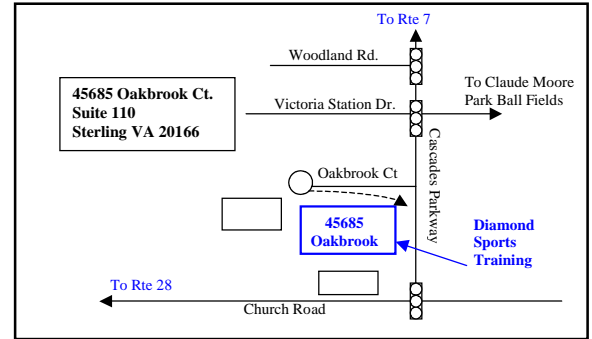 To Rte 7
Woodland Rd.
45685 Oakbrook Ct.
Suite 110
Sterling VA 20166
Victoria Station Dr.
To Claude Moore
Park Ball Fields
Cascades Parkway
Oakbrook Ct
45685
Oakbrook
Diamond
Sports
Training
To Rte 28
Church Road